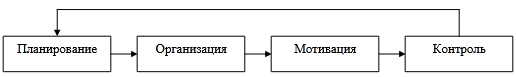 Планирование
Организация
Мотивация
Контроль